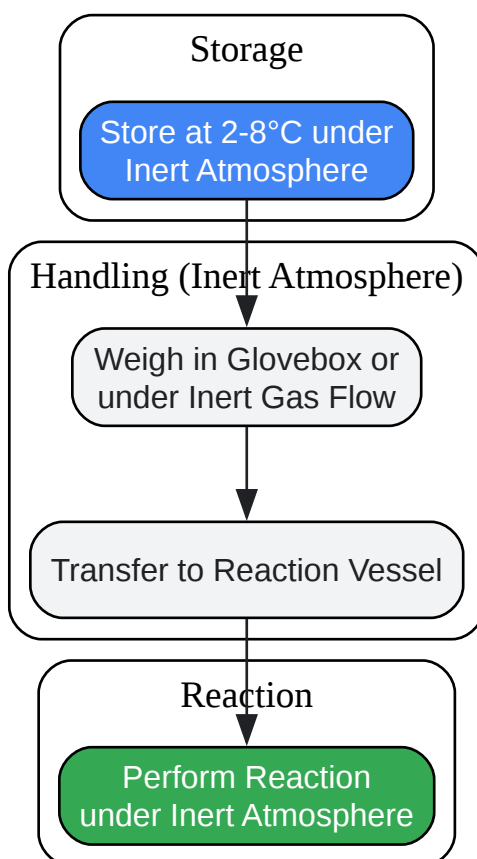 Storage
Store at 2-8°C under
Inert Atmosphere
Handling (Inert Atmosphere)
Weigh in Glovebox or
under Inert Gas Flow
Transfer to Reaction Vessel
Reaction
Perform Reaction
under Inert Atmosphere